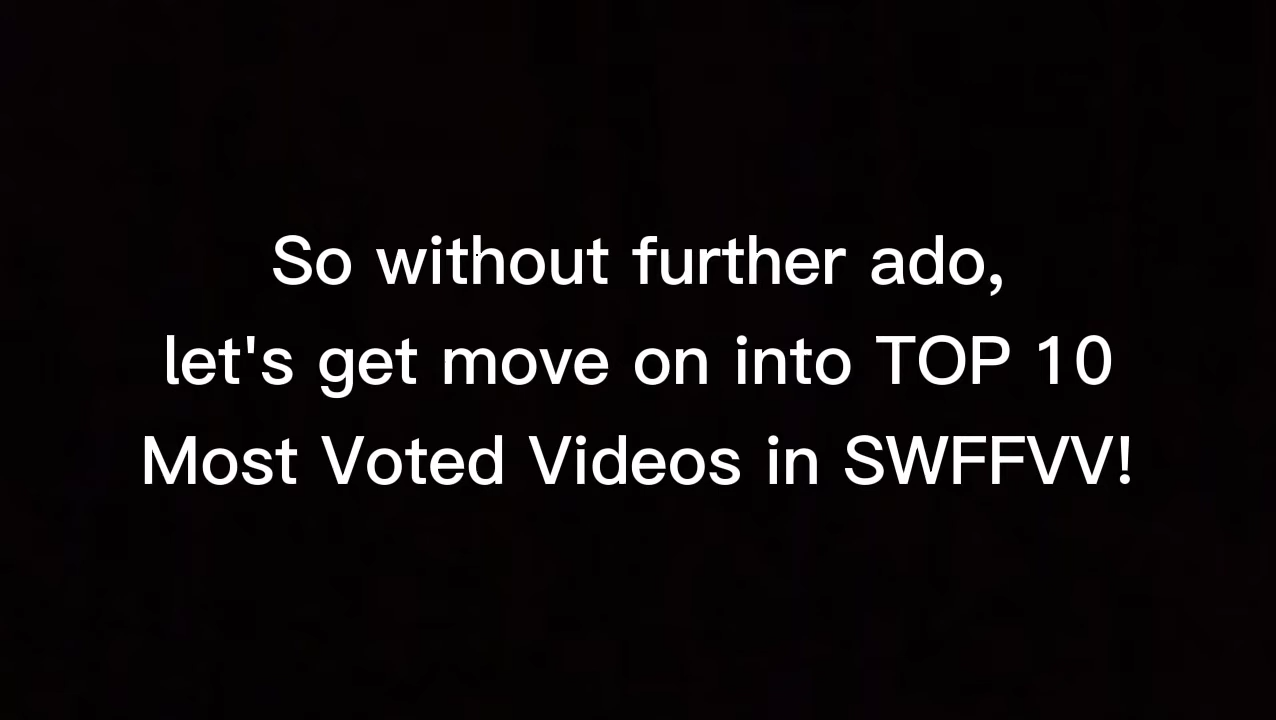 So without further ado,
let's get move on into TOP 10
Most Voted Videos in SWFFVV!